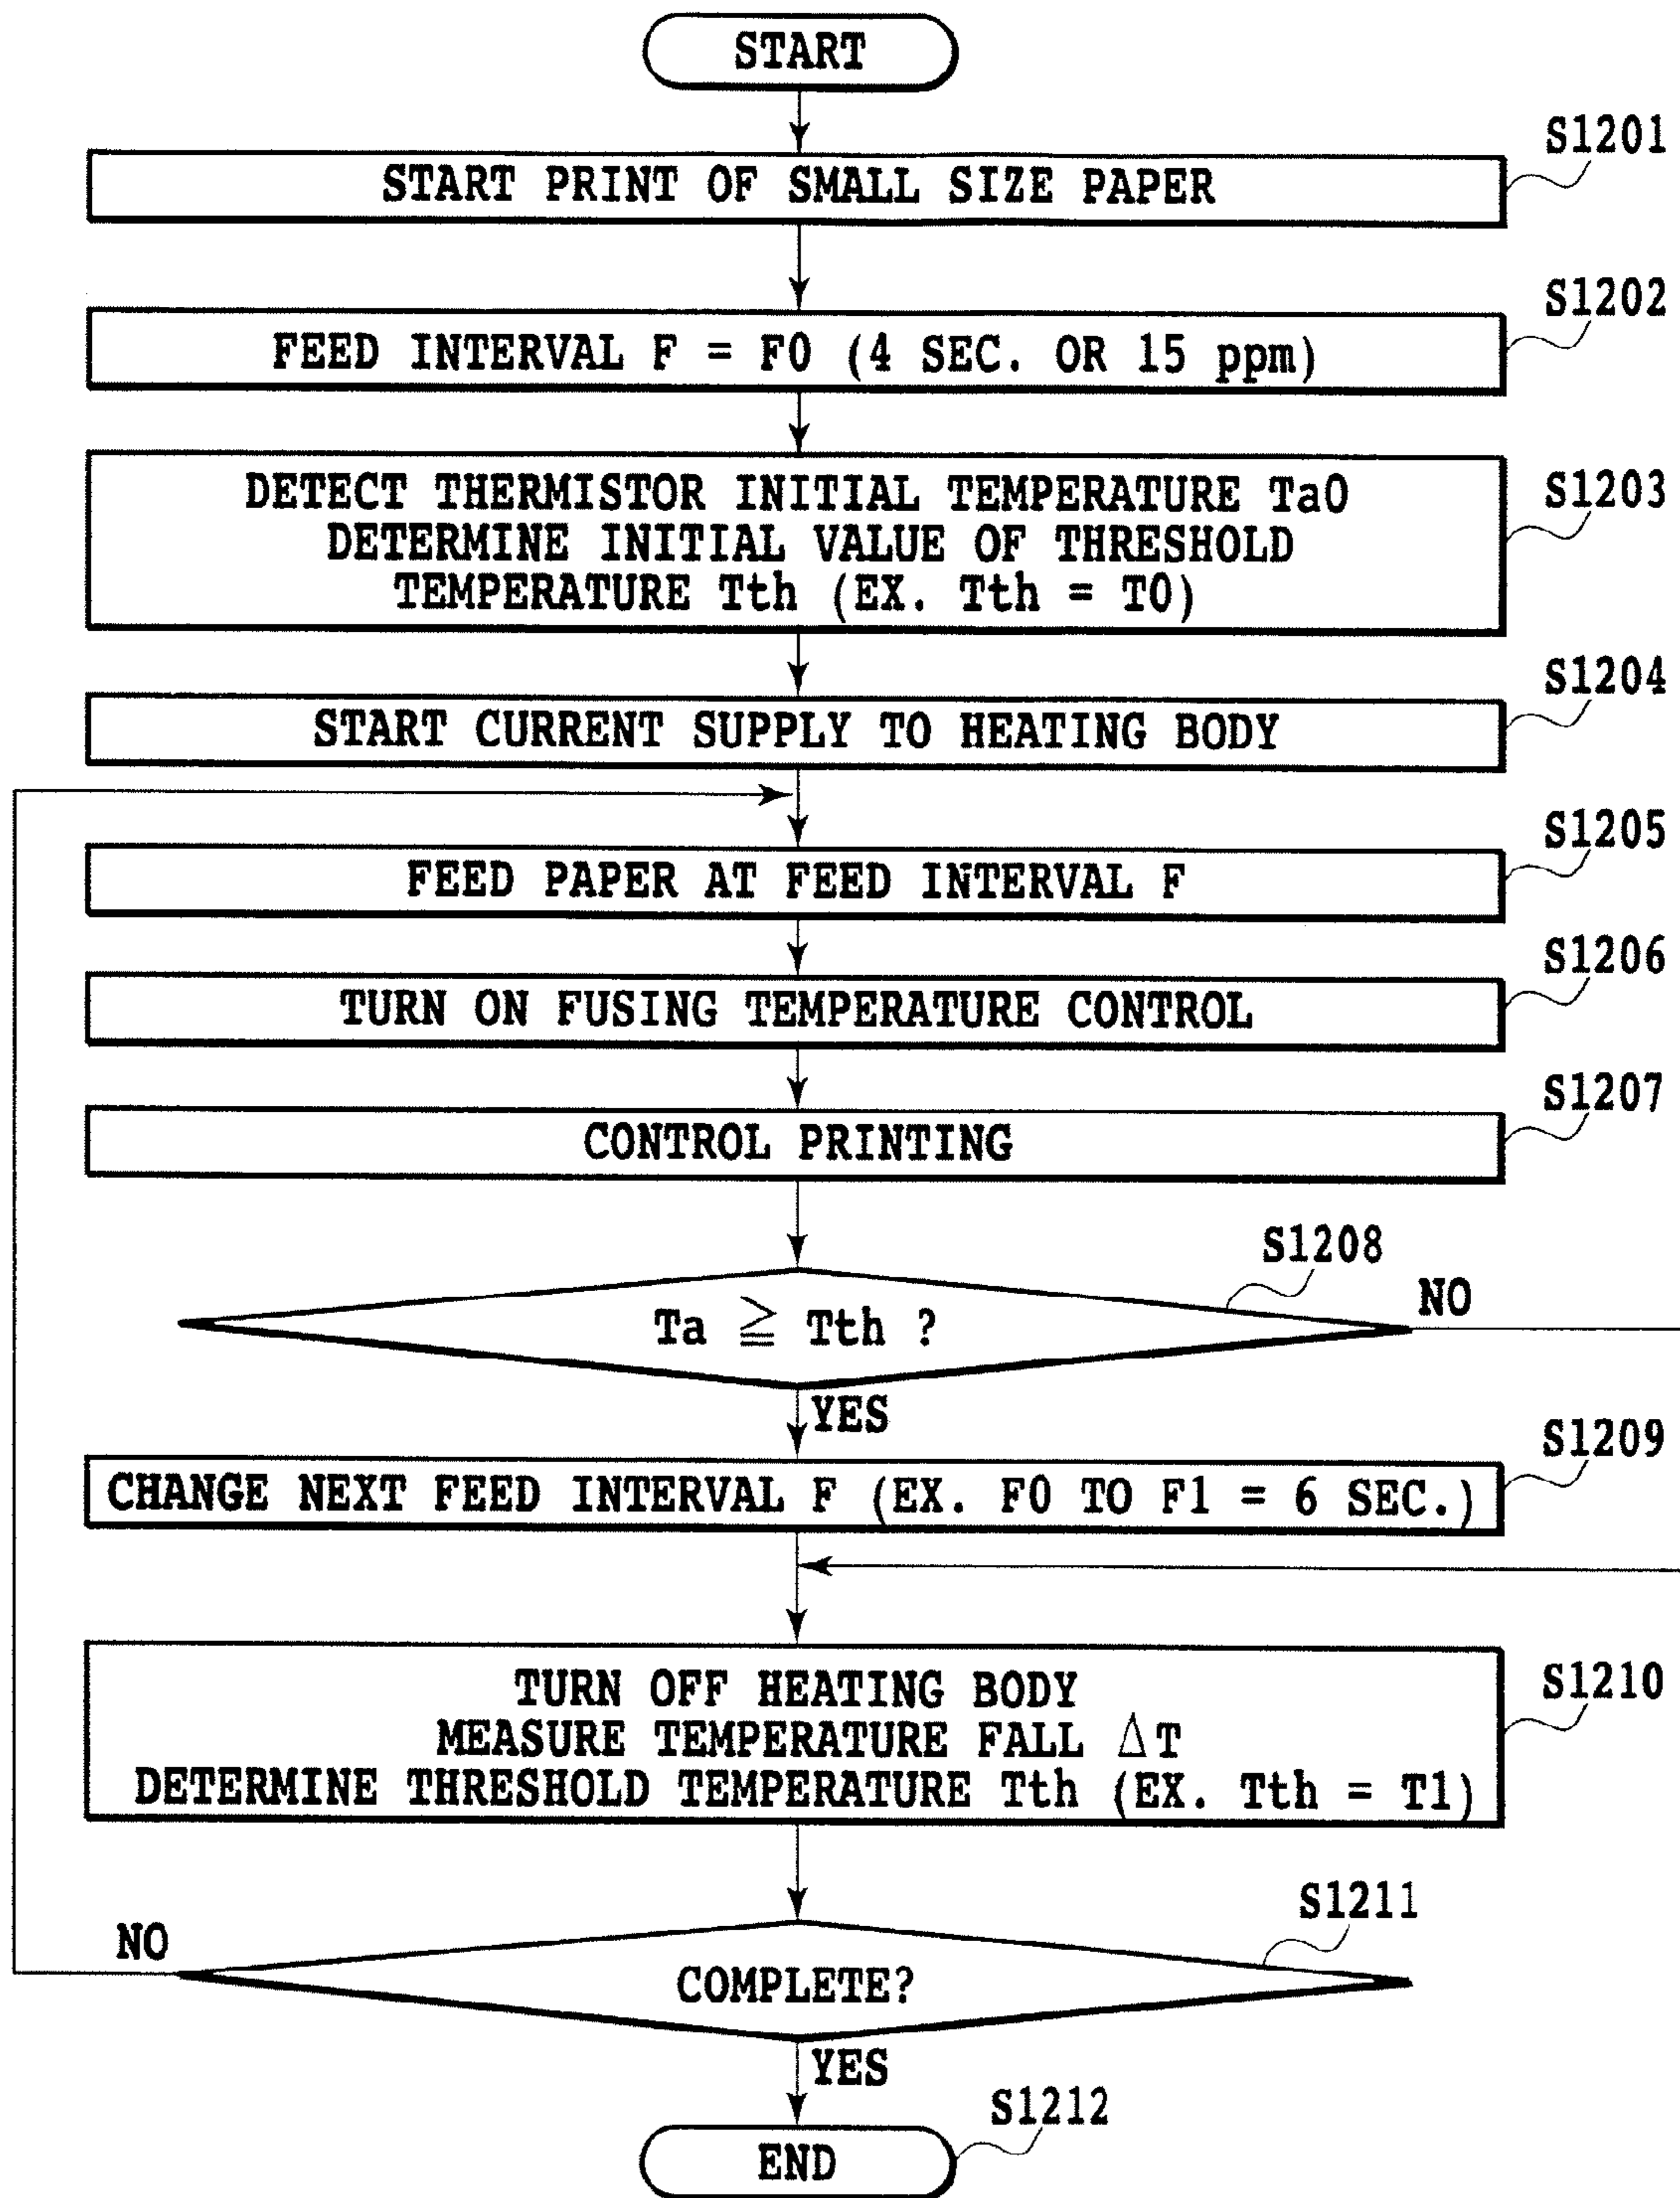 START
S1201
START PRINT OF SMALL SIZE PAPER
S1202
FEED INTERVAL F = F0 (4 SEC. OR 15 ppm)
S1203
DETECT THERMISTOR INITIAL TEMPERATURE Ta0
DETERMINE INITIAL VALUE OF THRESHOLD
TEMPERATURE Tth (EX. Tth = T0)
S1204
START CURRENT SUPPLY TO HEATING BODY
S1205
FEED PAPER AT FEED INTERVAL F
S1206
TURN ON FUSING TEMPERATURE CONTROL
S1207
CONTROL PRINTING
S1208
Ta ≧ Tth ?
NO
YES
S1209
CHANGE NEXT FEED INTERVAL F (EX. F0 TO F1 = 6 SEC.)
S1210
TURN OFF HEATING BODY
MEASURE TEMPERATURE FALL ΔT
DETERMINE THRESHOLD TEMPERATURE Tth (EX. Tth = T1)
S1211
NO
COMPLETE?
YES
S1212
END